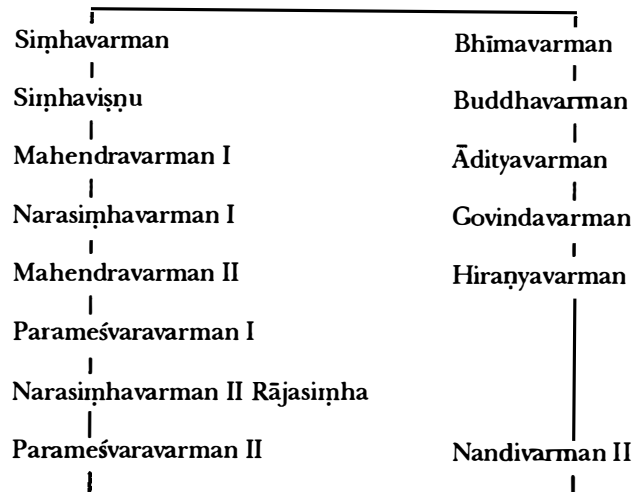 Siṃhavarman Bhīmavarman
Siṃhaviṣṇu Buddhavarman
Mahendravarman I Ādityavarman
Narasiṃhavarman I Govindavarman
Mahendravarman II Hiraṇyavarman
Parameśvaravarman I
Narasiṃhavarman II Rājasiṃha
Parameśvaravarman II Nandivarman II